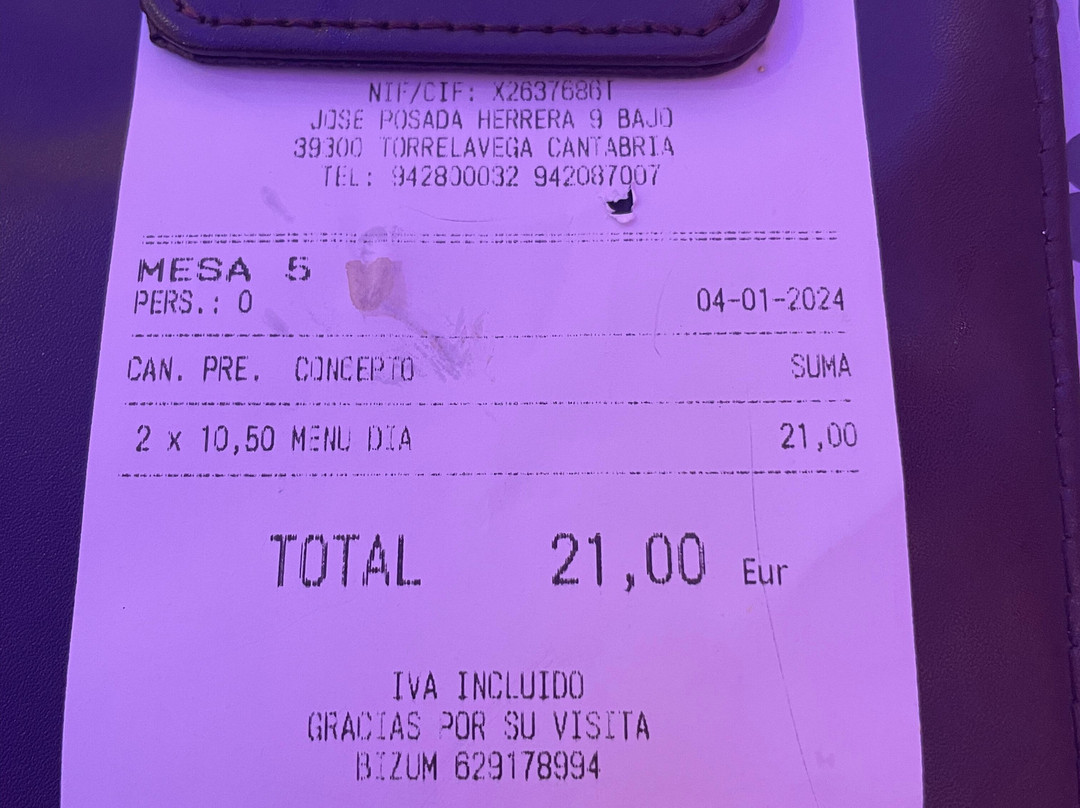 NIF/CIF: X2637686T
JOSE POSADA HERRERA 9 BAJO
39300 TORRELAVEGA CANTABRIA
TEL: 942800032 942087007
MESA 5
PERS.: 0 04-01-2024
CAN. PRE. CONCEPTO SUMA
2 x 10,50 MENU DIA 21,00
TOTAL 21,00 Eur
IVA INCLUIDO
GRACIAS POR SU VISITA
BIZUM 629178994